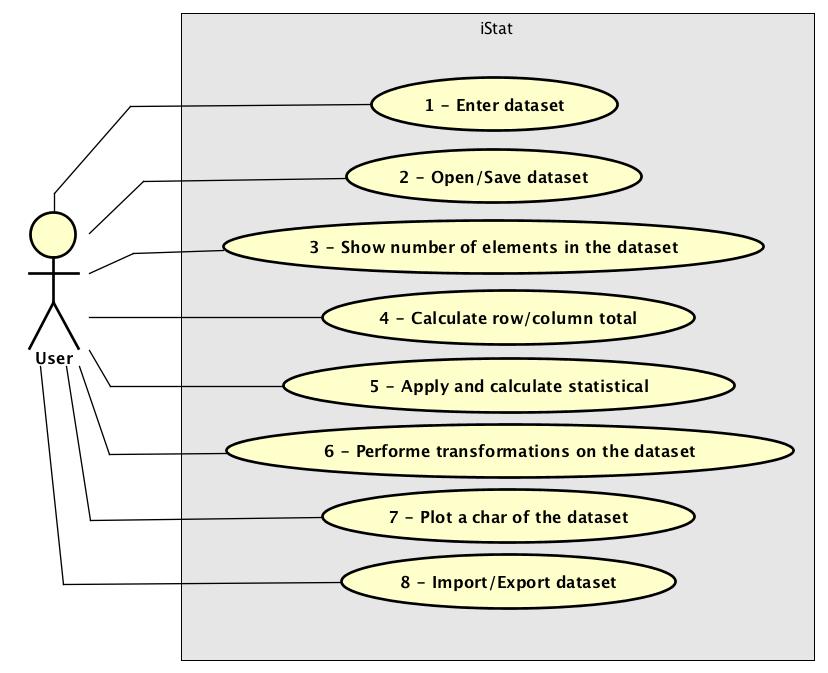 iStat
1 – Enter dataset
2 – Open/Save dataset
3 – Show number of elements in the dataset
4 – Calculate row/column total
User
5 – Apply and calculate statistical
6 – Performe transformations on the dataset
7 – Plot a char of the dataset
8 – Import/Export dataset